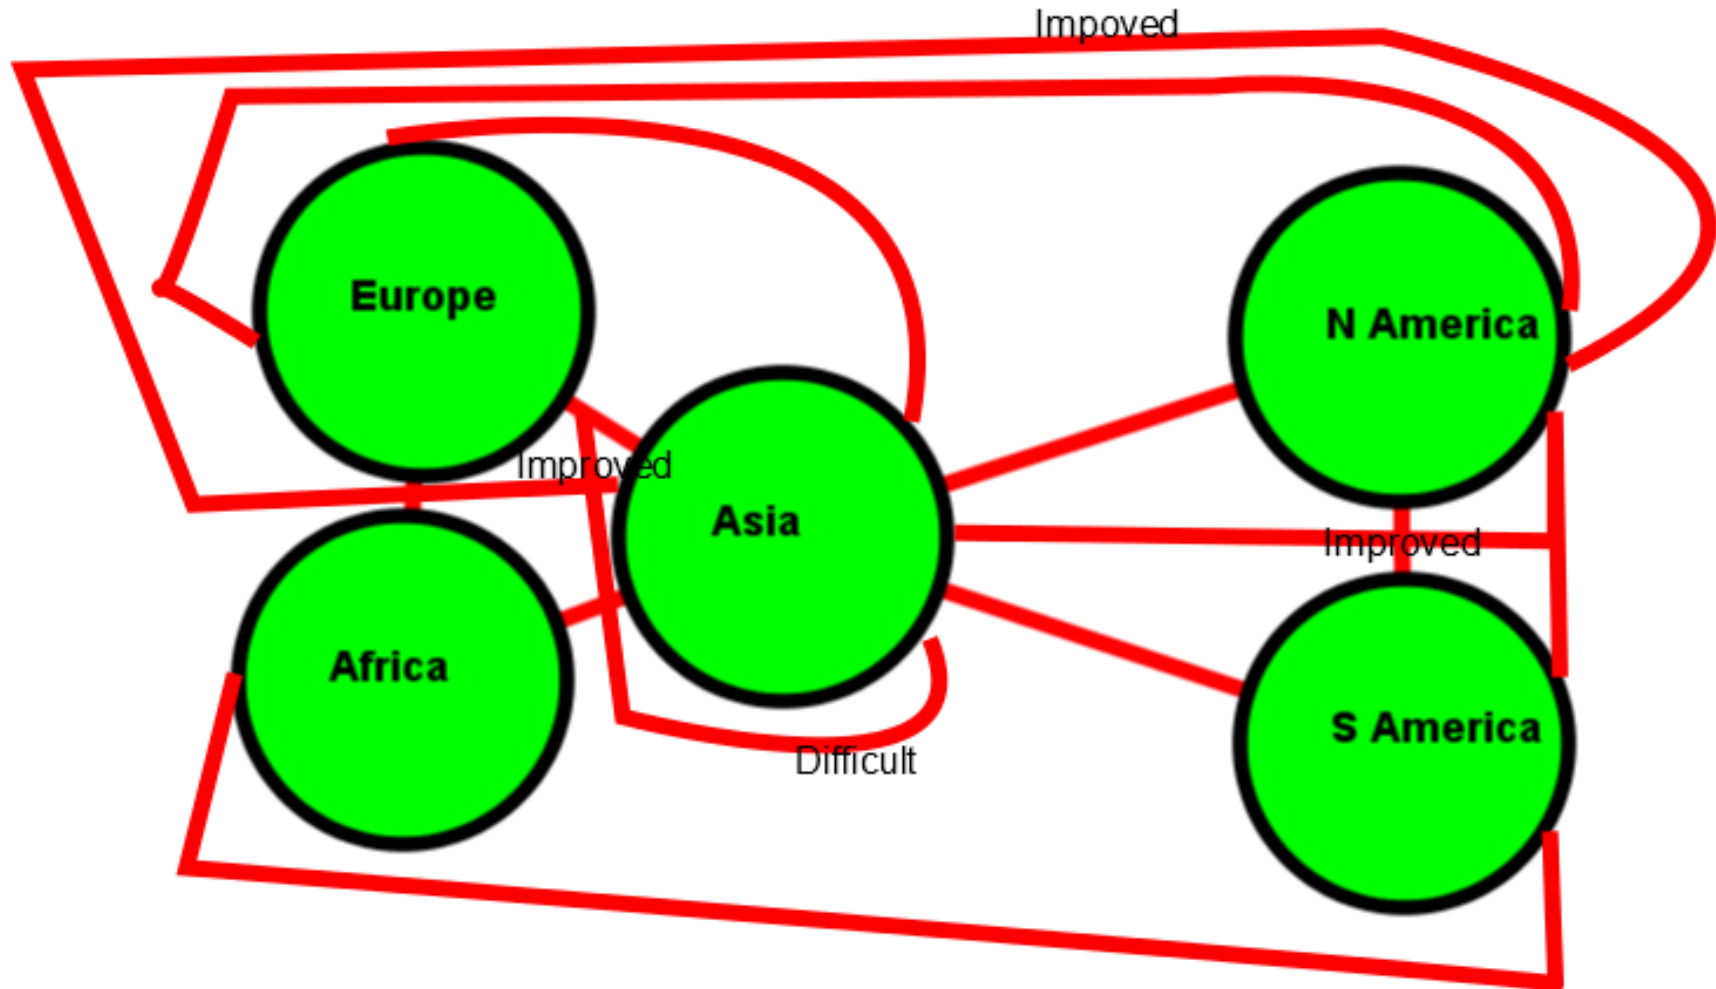 Impoved
Europe
N America
Improved
Asia
Improved
Africa
S America
Difficult